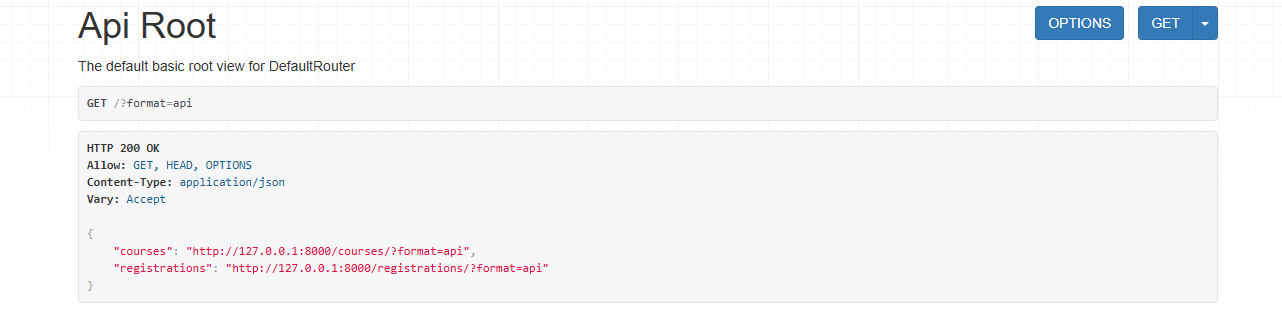 Api Root
OPTIONS
GET
The default basic root view for DefaultRouter
GET /?format=api
HTTP 200 OK
Allow: GET, HEAD, OPTIONS
Content-Type: application/json
Vary: Accept
{
    "courses": "http://127.0.0.1:8000/courses/?format=api",
    "registrations": "http://127.0.0.1:8000/registrations/?format=api"
}